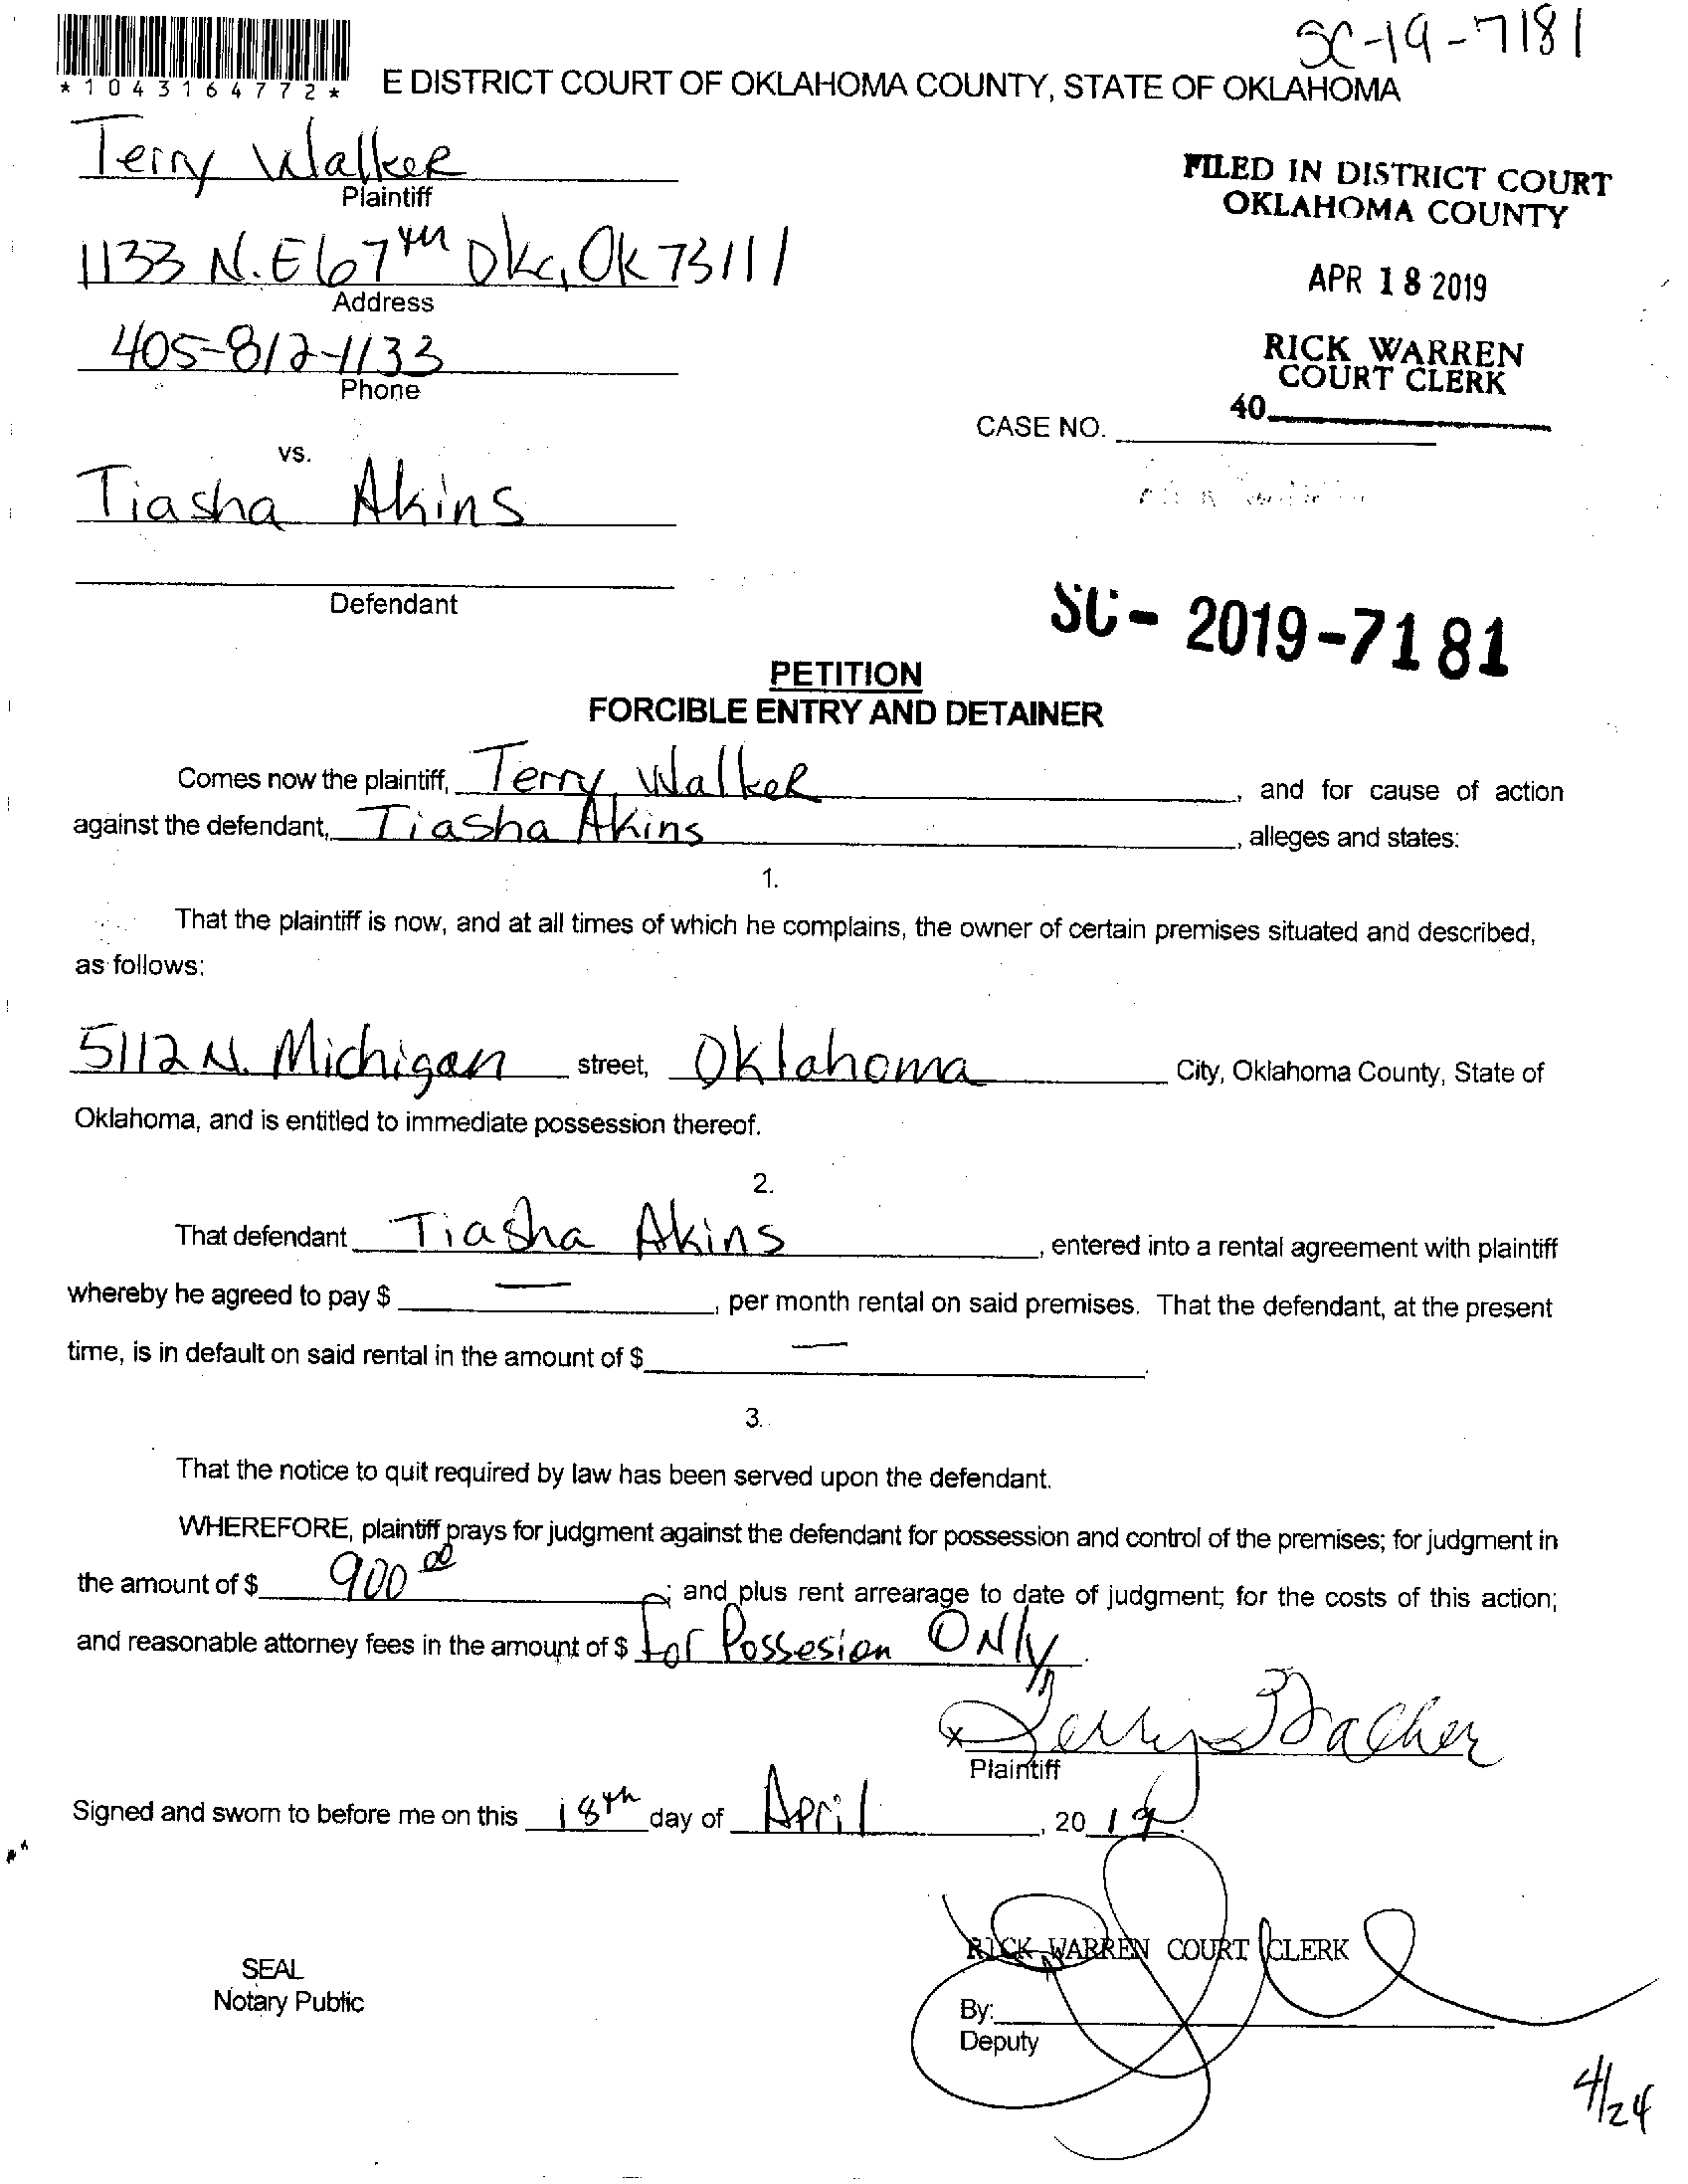 SC-19-7181
*1043164772*
E DISTRICT COURT OF OKLAHOMA COUNTY, STATE OF OKLAHOMA
Terry Walker
Plaintiff
1133 N.E 67th Okc, Ok 73111
Address
405-812-1133
Phone
vs.
Tiasha Akins
Defendant
FILED IN DISTRICT COURT
OKLAHOMA COUNTY
APR 18 2019
RICK WARREN
COURT CLERK
40
CASE NO.
SC- 2019-7181
PETITION
FORCIBLE ENTRY AND DETAINER
Comes now the plaintiff, Terry Walker, and for cause of action
against the defendant, Tiasha Akins, alleges and states:
1.
That the plaintiff is now, and at all times of which he complains, the owner of certain premises situated and described,
as follows:
5112 N. Michigan street, Oklahoma City, Oklahoma County, State of
Oklahoma, and is entitled to immediate possession thereof.
2.
That defendant Tiasha Akins, entered into a rental agreement with plaintiff
whereby he agreed to pay $ —, per month rental on said premises. That the defendant, at the present
time, is in default on said rental in the amount of $ —.
3.
That the notice to quit required by law has been served upon the defendant.
WHEREFORE, plaintiff prays for judgment against the defendant for possession and control of the premises; for judgment in
the amount of $ 900 00; and plus rent arrearage to date of judgment; for the costs of this action;
and reasonable attorney fees in the amount of $ For Possesion ONly.
x Terry Walker
Plaintiff
Signed and sworn to before me on this 18th day of April, 2019.
RICK WARREN COURT CLERK
SEAL
Notary Public
By:
Deputy
4/24